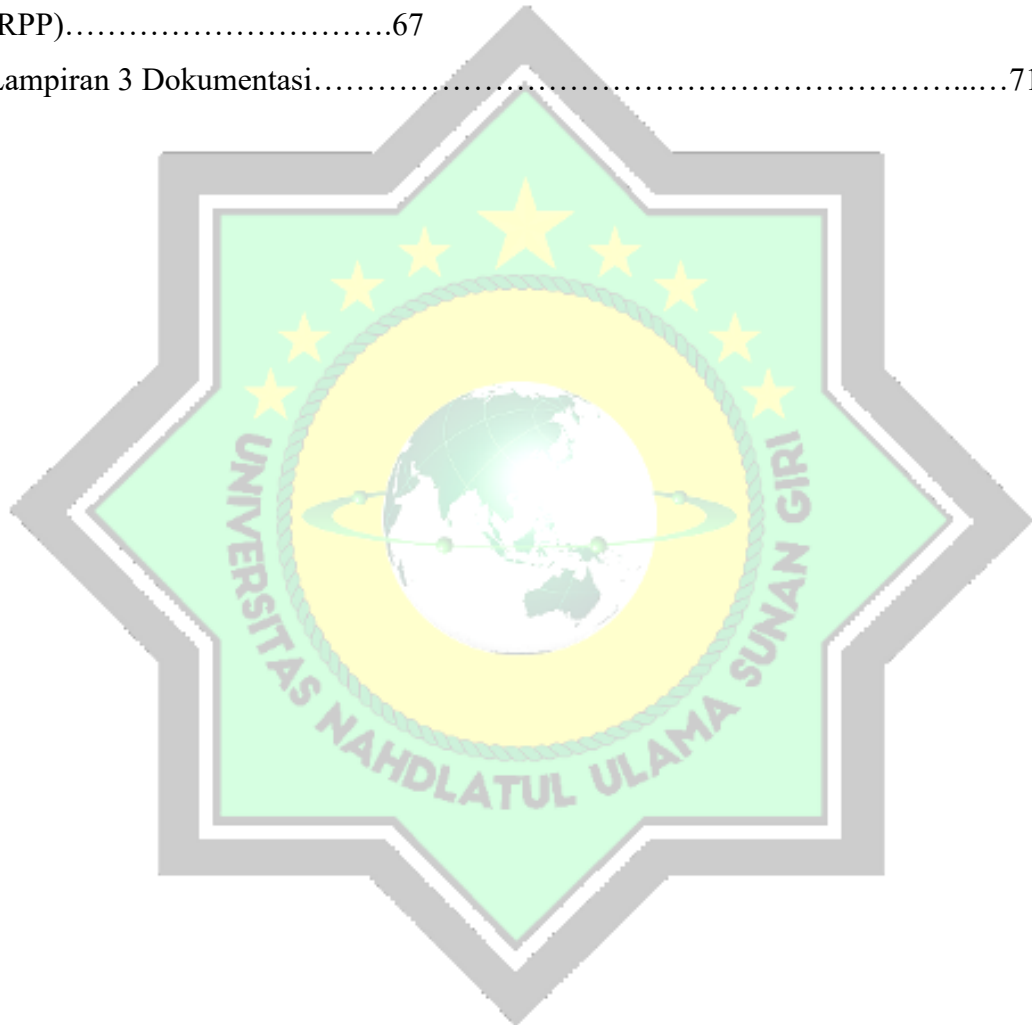 RPP)………………………….67
Lampiran 3 Dokumentasi…………………………………………………………...…71
UNIVERSITAS NAHDLATUL ULAMA SUNAN GIRI